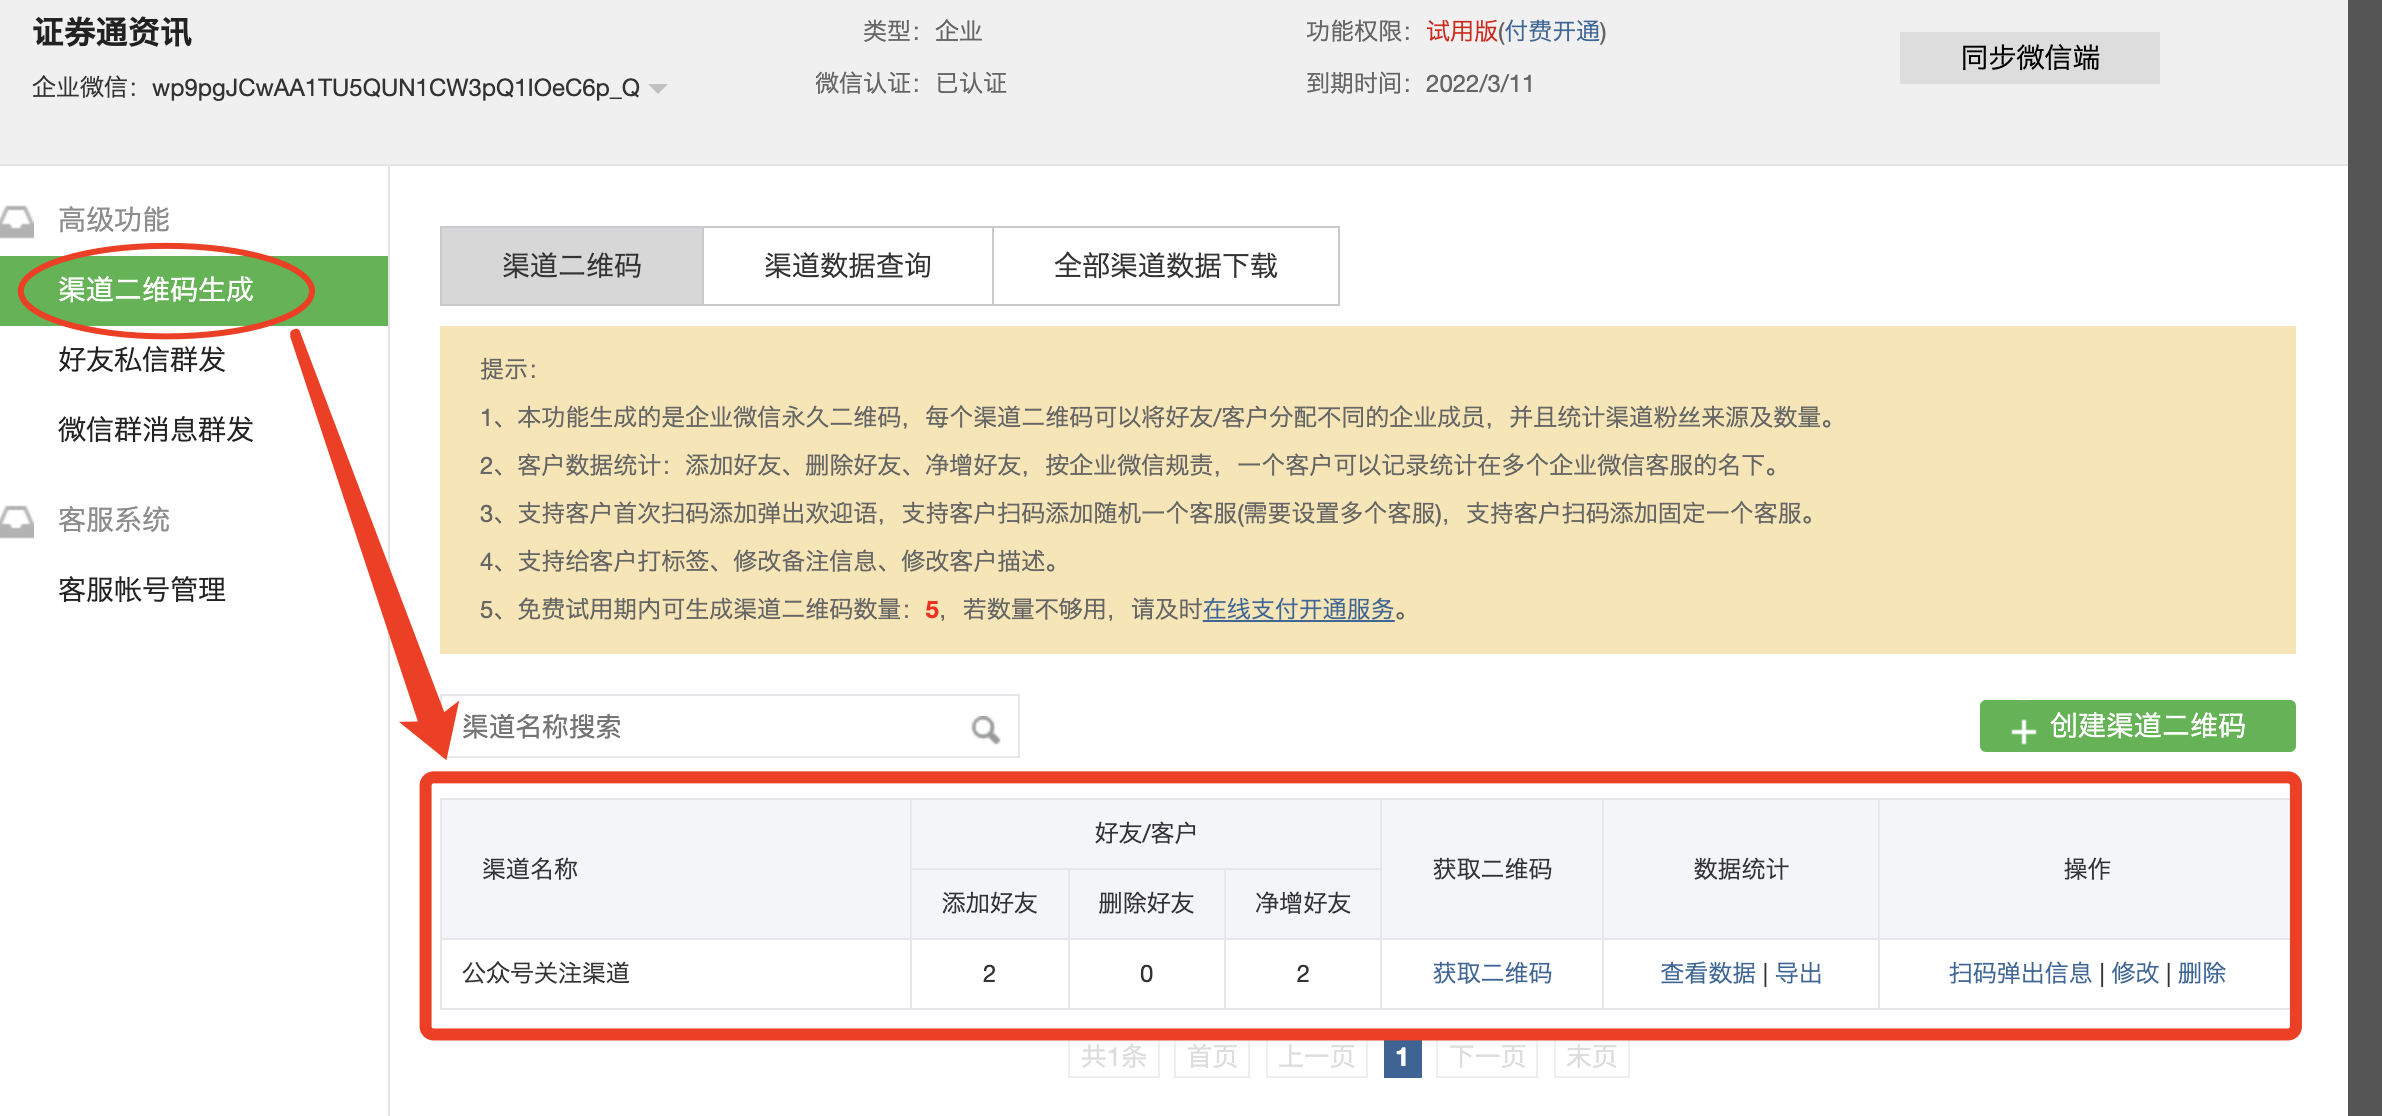 证券通资讯
企业微信：wp9pgJCwAA1TU5QUN1CW3pQ1IOeC6p_Q
类型：企业
微信认证：已认证
功能权限：试用版(付费开通)
到期时间：2022/3/11
同步微信端
高级功能
渠道二维码生成
好友私信群发
微信群消息群发
客服系统
客服帐号管理
渠道二维码
渠道数据查询
全部渠道数据下载
提示：
1、本功能生成的是企业微信永久二维码，每个渠道二维码可以将好友/客户分配不同的企业成员，并且统计渠道粉丝来源及数量。
2、客户数据统计：添加好友、删除好友、净增好友，按企业微信规责，一个客户可以记录统计在多个企业微信客服的名下。
3、支持客户首次扫码添加弹出欢迎语，支持客户扫码添加随机一个客服(需要设置多个客服)，支持客户扫码添加固定一个客服。
4、支持给客户打标签、修改备注信息、修改客户描述。
5、免费试用期内可生成渠道二维码数量：5，若数量不够用，请及时在线支付开通服务。
渠道名称搜索
+ 创建渠道二维码
渠道名称
好友/客户
添加好友
删除好友
净增好友
获取二维码
数据统计
操作
公众号关注渠道
2
0
2
获取二维码
查看数据 | 导出
扫码弹出信息 | 修改 | 删除
共1条
首页
上一页
1
下一页
末页